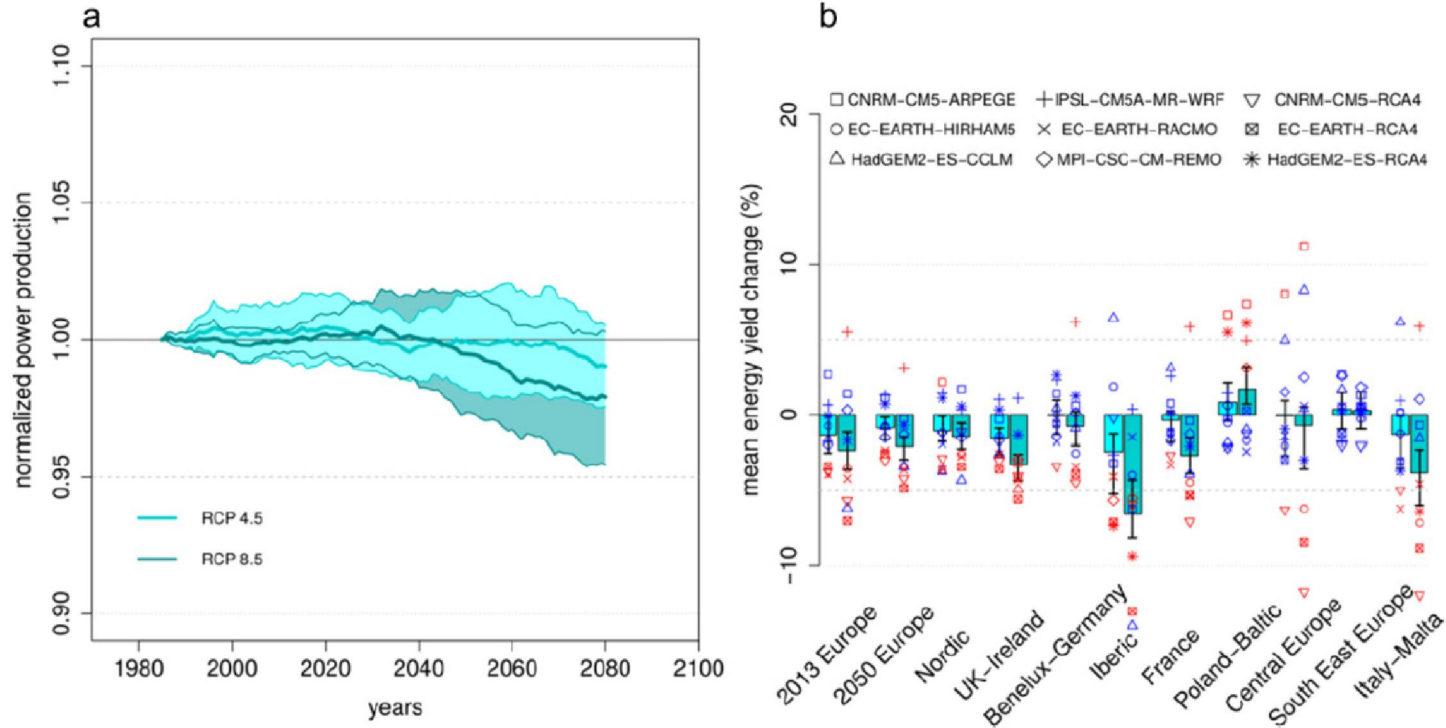 a
1.10
1.05
1.00
0.95
0.90
normalized power production
RCP 4.5
RCP 8.5
1980 2000 2020 2040 2060 2080 2100
years
b
CNRM-CM5-ARPEGE IPSL-CM5A-MR-WRF CNRM-CM5-RCA4
EC-EARTH-HIRHAM5 EC-EARTH-RACMO EC-EARTH-RCA4
HadGEM2-ES-CCLM MPI-CSC-CM-REMO HadGEM2-ES-RCA4
20
10
0
-10
mean energy yield change (%)
2013 Europe
2050 Europe
Nordic
UK-Ireland
Benelux-Germany
Iberic
France
Poland-Baltic
Central Europe
South East Europe
Italy-Malta